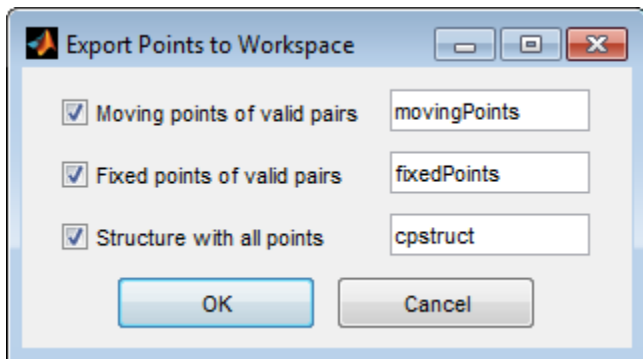 Export Points to Workspace
Moving points of valid pairs movingPoints
Fixed points of valid pairs fixedPoints
Structure with all points cpstruct
OK Cancel